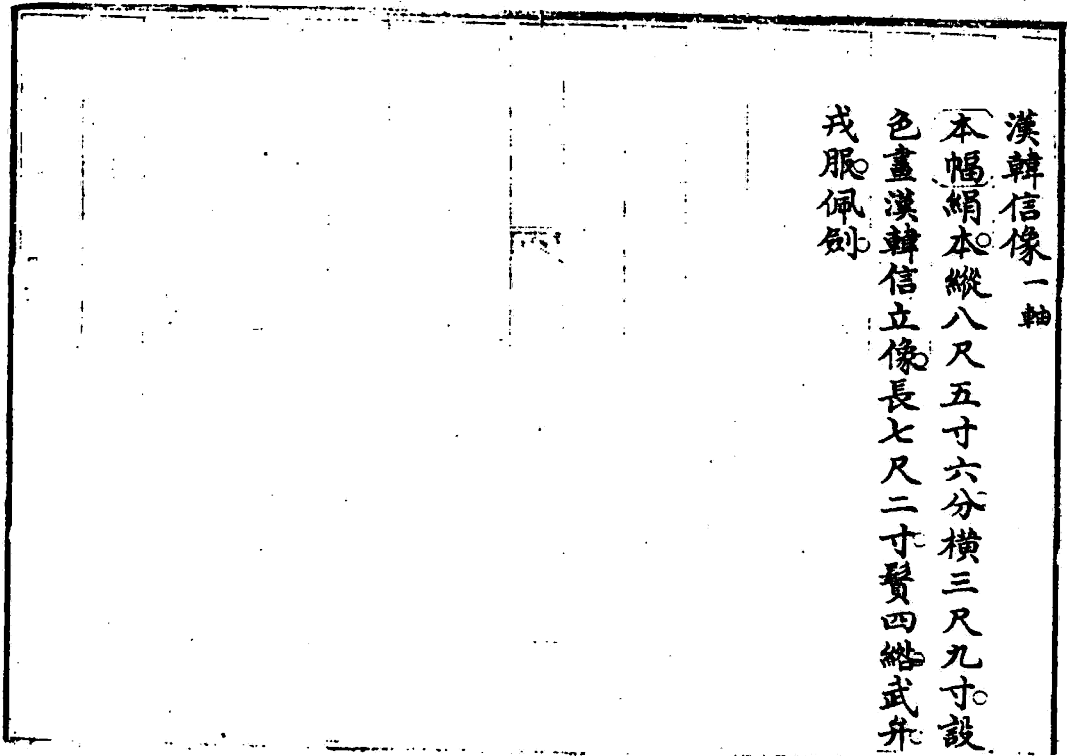 漢韓信像一軸
本幅絹本。縱八尺五寸六分。橫三尺九寸。設
色畫漢韓信立像。長七尺二寸。鬢四綹。武弁。
戎服。佩劍。